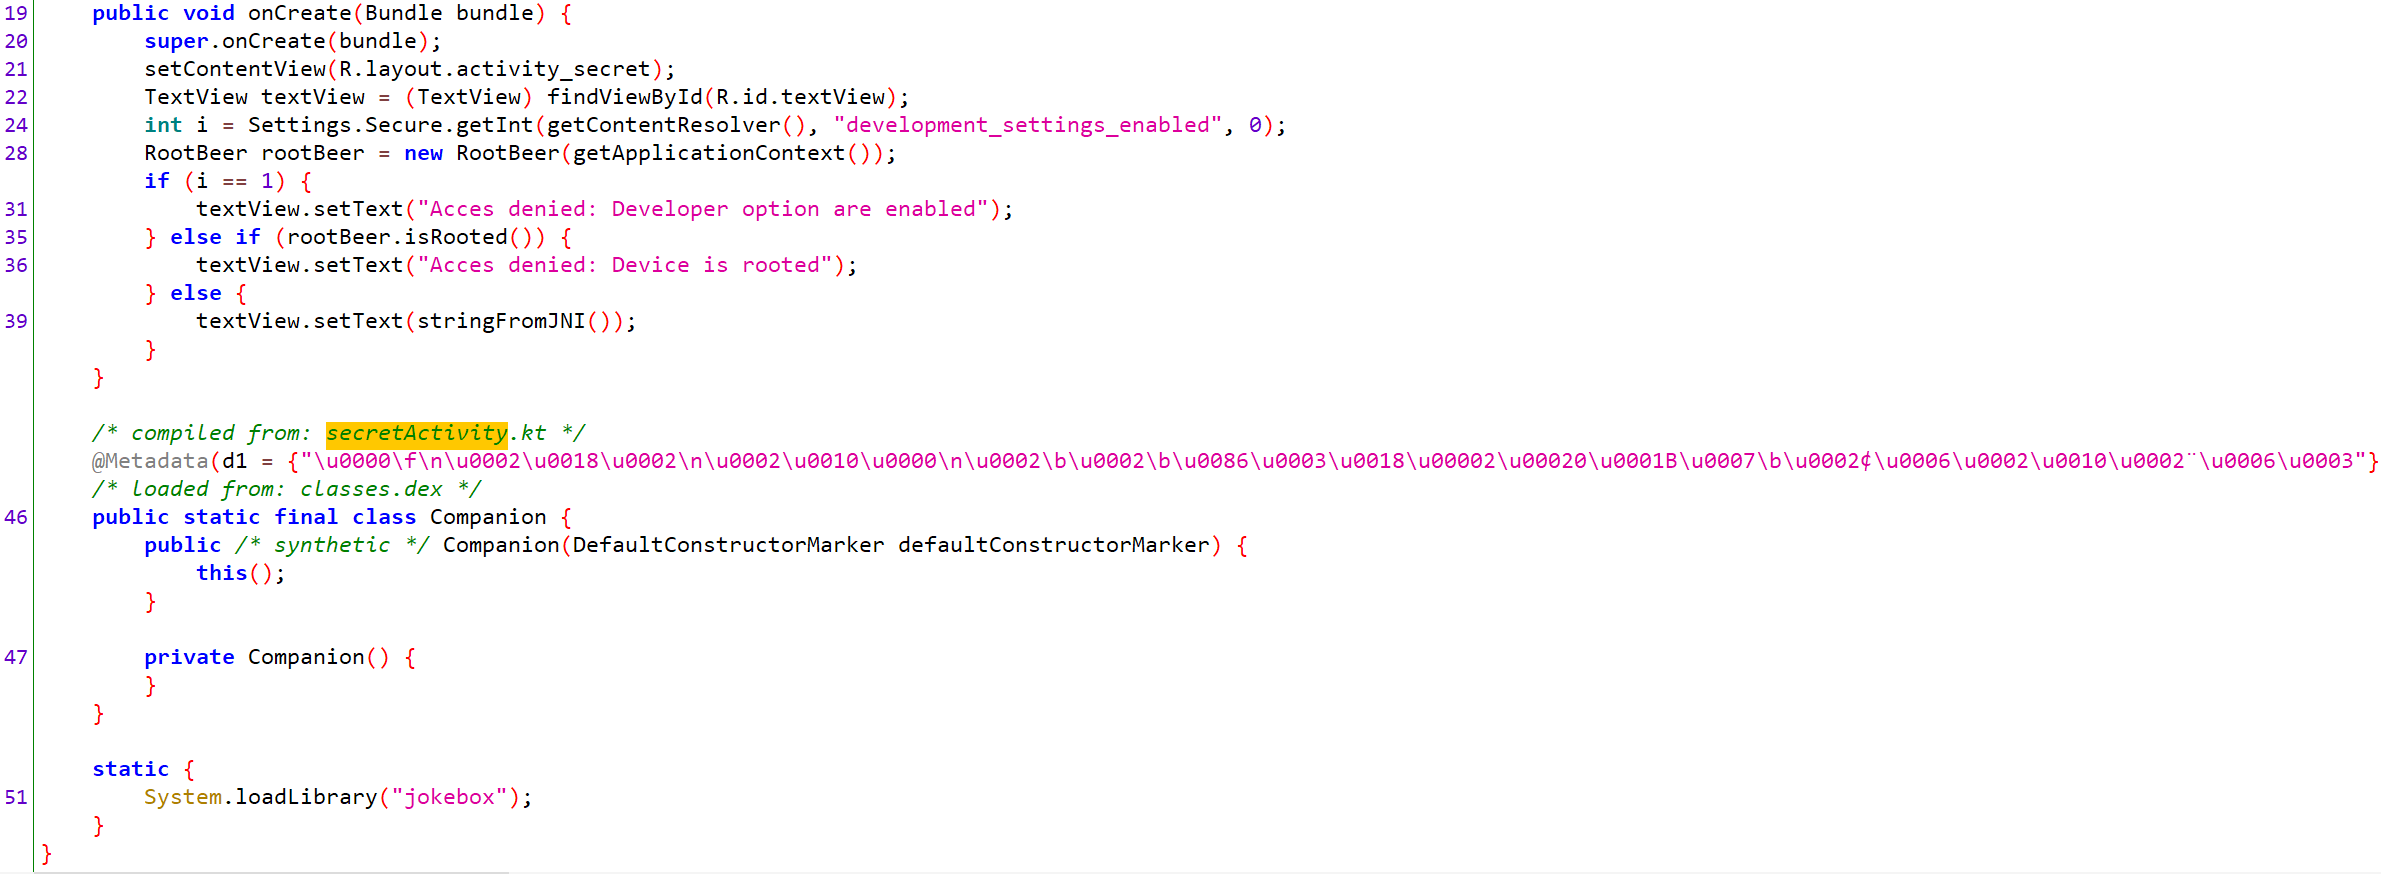 19 public void onCreate(Bundle bundle) {
20 super.onCreate(bundle);
21 setContentView(R.layout.activity_secret);
22 TextView textView = (TextView) findViewById(R.id.textView);
24 int i = Settings.Secure.getInt(getContentResolver(), "development_settings_enabled", 0);
28 RootBeer rootBeer = new RootBeer(getApplicationContext());
if (i == 1) {
31 textView.setText("Acces denied: Developer option are enabled");
35 } else if (rootBeer.isRooted()) {
36 textView.setText("Acces denied: Device is rooted");
} else {
39 textView.setText(stringFromJNI());
}
}
/* compiled from: secretActivity.kt */
@Metadata(d1 = {"\u0000\f\n\u0002\u0018\u0002\n\u0002\u0010\u0000\n\u0002\b\u0002\b\u0086\u0003\u0018\u00002\u00020\u0001B\u0007\b\u0002¢\u0006\u0002\u0010\u0002¨\u0006\u0003"}
/* loaded from: classes.dex */
46 public static final class Companion {
public /* synthetic */ Companion(DefaultConstructorMarker defaultConstructorMarker) {
this();
}
47 private Companion() {
}
}
static {
51 System.loadLibrary("jokebox");
}
}